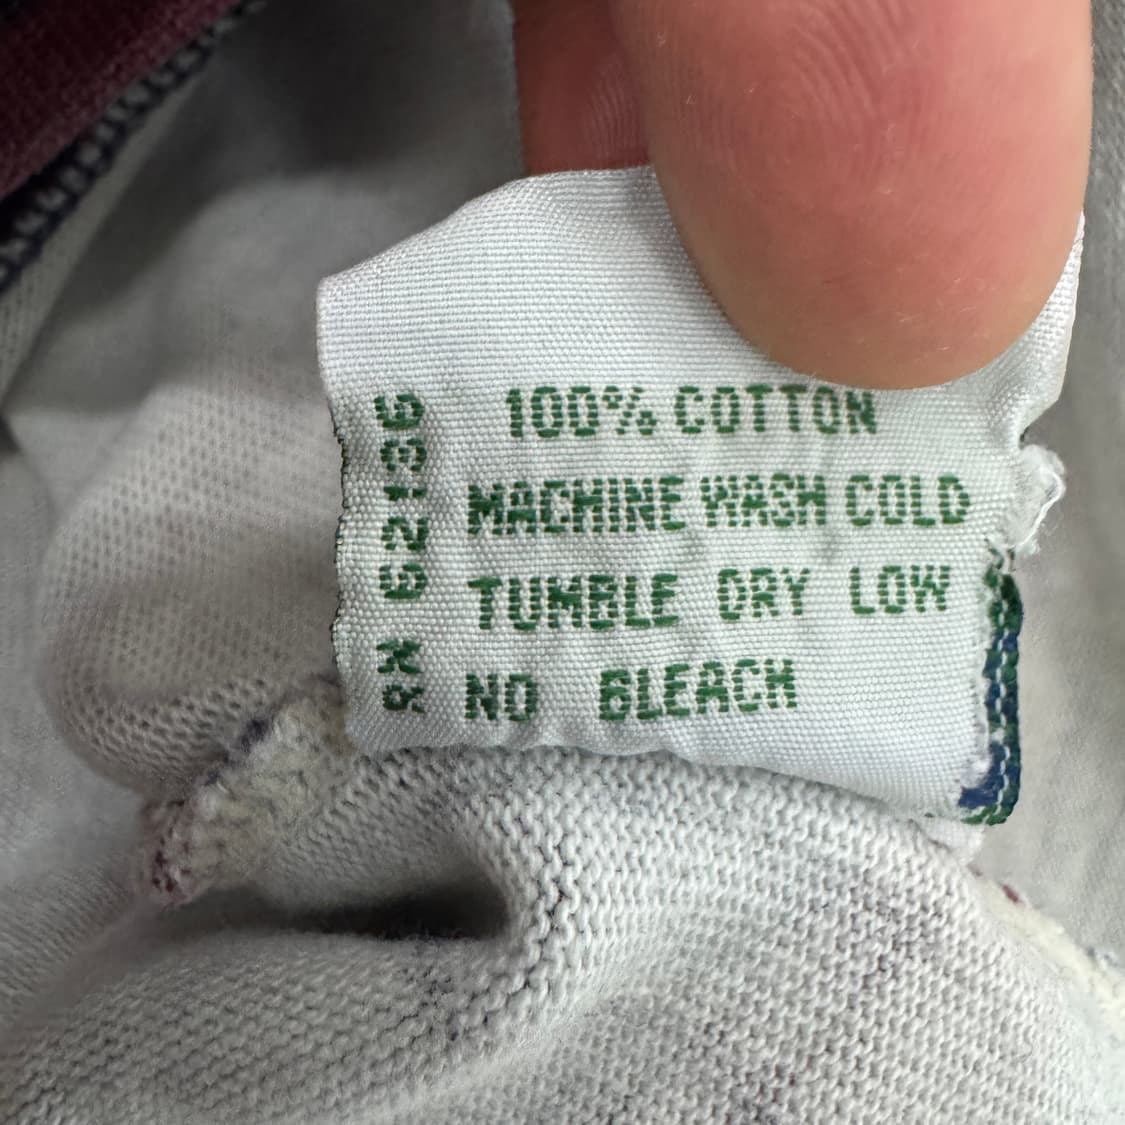 100% COTTON
MACHINE WASH COLD
TUMBLE DRY LOW
NO BLEACH
RN 62136